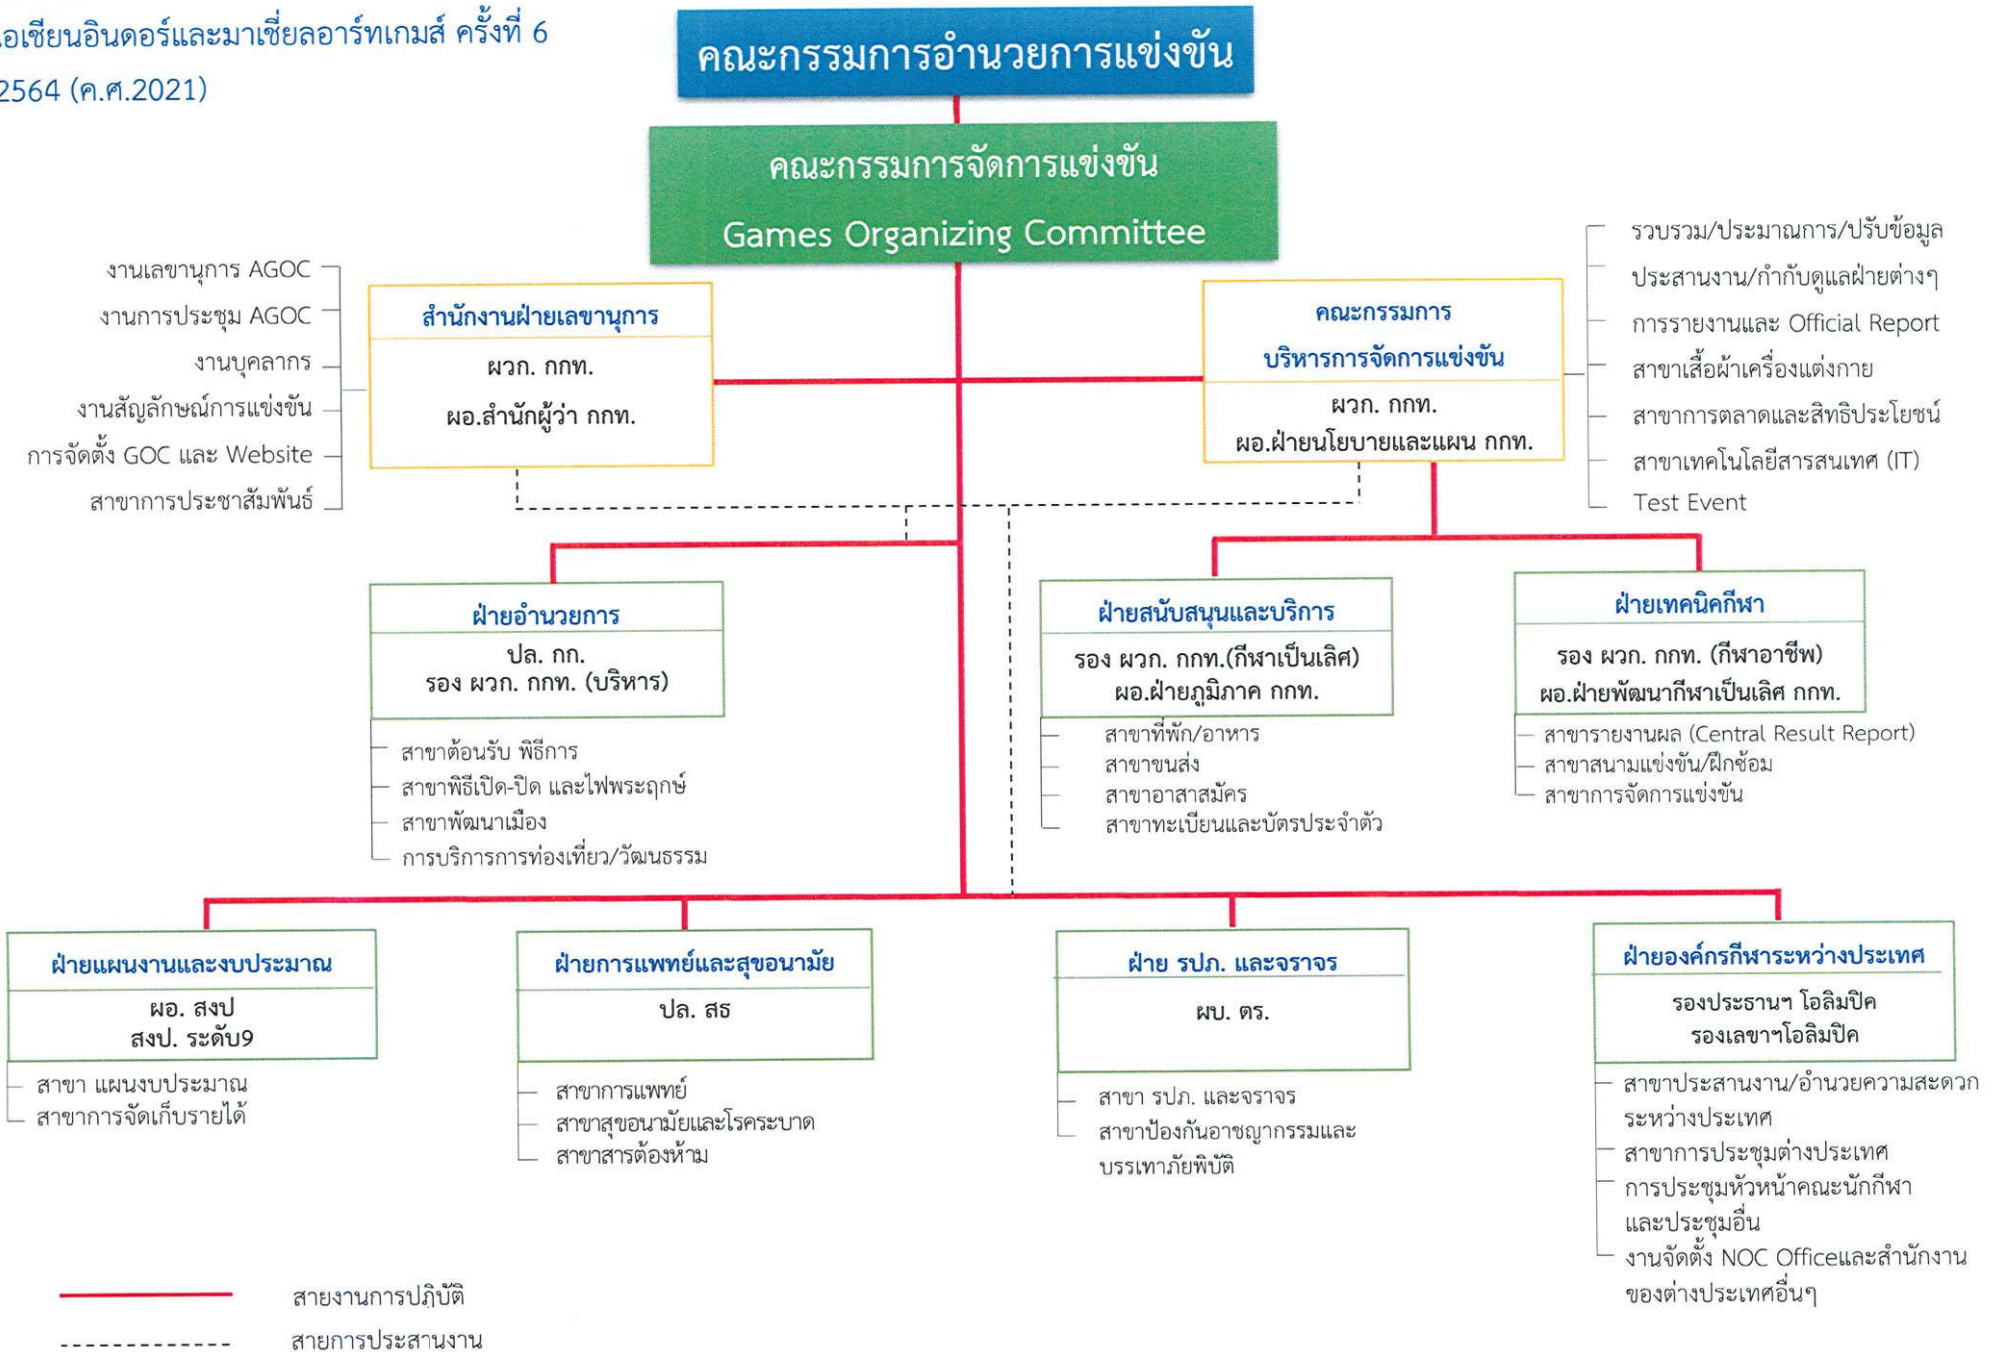 อเชียนอินดอร์และมาเชี่ยลอาร์ทเกมส์ ครั้งที่ 6
2564 (ค.ศ.2021)
คณะกรรมการอำนวยการแข่งขัน
คณะกรรมการจัดการแข่งขัน
Games Organizing Committee
งานเลขานุการ AGOC
งานการประชุม AGOC
งานบุคลากร
งานสัญลักษณ์การแข่งขัน
การจัดตั้ง GOC และ Website
สาขาการประชาสัมพันธ์
สำนักงานฝ่ายเลขานุการ
ผวก. กกท.
ผอ.สำนักผู้ว่า กกท.
คณะกรรมการ
บริหารการจัดการแข่งขัน
ผวก. กกท.
ผอ.ฝ่ายนโยบายและแผน กกท.
รวบรวม/ประมาณการ/ปรับข้อมูล
ประสานงาน/กำกับดูแลฝ่ายต่างๆ
การรายงานและ Official Report
สาขาเสื้อผ้าเครื่องแต่งกาย
สาขาการตลาดและสิทธิประโยชน์
สาขาเทคโนโลยีสารสนเทศ (IT)
Test Event
ฝ่ายอำนวยการ
ปล. กก.
รอง ผวก. กกท. (บริหาร)
สาขาต้อนรับ พิธีการ
สาขาพิธีเปิด-ปิด และไฟพระฤกษ์
สาขาพัฒนาเมือง
การบริการการท่องเที่ยว/วัฒนธรรม
ฝ่ายสนับสนุนและบริการ
รอง ผวก. กกท.(กีฬาเป็นเลิศ)
ผอ.ฝ่ายภูมิภาค กกท.
สาขาที่พัก/อาหาร
สาขาขนส่ง
สาขาอาสาสมัคร
สาขาทะเบียนและบัตรประจำตัว
ฝ่ายเทคนิคกีฬา
รอง ผวก. กกท. (กีฬาอาชีพ)
ผอ.ฝ่ายพัฒนากีฬาเป็นเลิศ กกท.
สาขารายงานผล (Central Result Report)
สาขาสนามแข่งขัน/ฝึกซ้อม
สาขาการจัดการแข่งขัน
ฝ่ายแผนงานและงบประมาณ
ผอ. สงป
สงป. ระดับ9
สาขา แผนงบประมาณ
สาขาการจัดเก็บรายได้
ฝ่ายการแพทย์และสุขอนามัย
ปล. สธ
สาขาการแพทย์
สาขาสุขอนามัยและโรคระบาด
สาขาสารต้องห้าม
ฝ่าย รปภ. และจราจร
ผบ. ตร.
สาขา รปภ. และจราจร
สาขาป้องกันอาชญากรรมและ
บรรเทาภัยพิบัติ
ฝ่ายองค์กรกีฬาระหว่างประเทศ
รองประธานฯ โอลิมปิค
รองเลขาฯโอลิมปิค
สาขาประสานงาน/อำนวยความสะดวก
ระหว่างประเทศ
สาขาการประชุมต่างประเทศ
การประชุมหัวหน้าคณะนักกีฬา
และประชุมอื่น
งานจัดตั้ง NOC Officeและสำนักงาน
ของต่างประเทศอื่นๆ
สายงานการปฎิบัติ
สายการประสานงาน